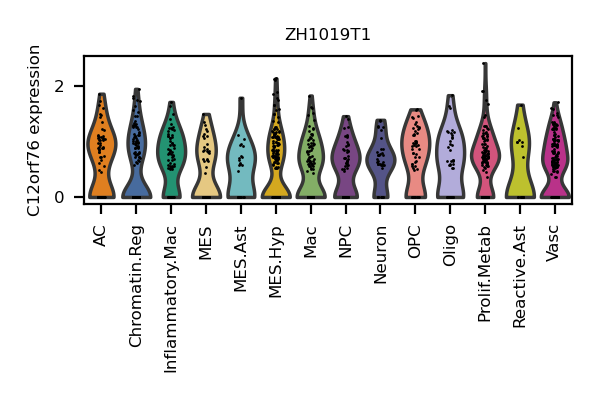 ZH1019T1
C12orf76 expression
2
0
AC
Chromatin.Reg
Inflammatory.Mac
MES
MES.Ast
MES.Hyp
Mac
NPC
Neuron
OPC
Oligo
Prolif.Metab
Reactive.Ast
Vasc